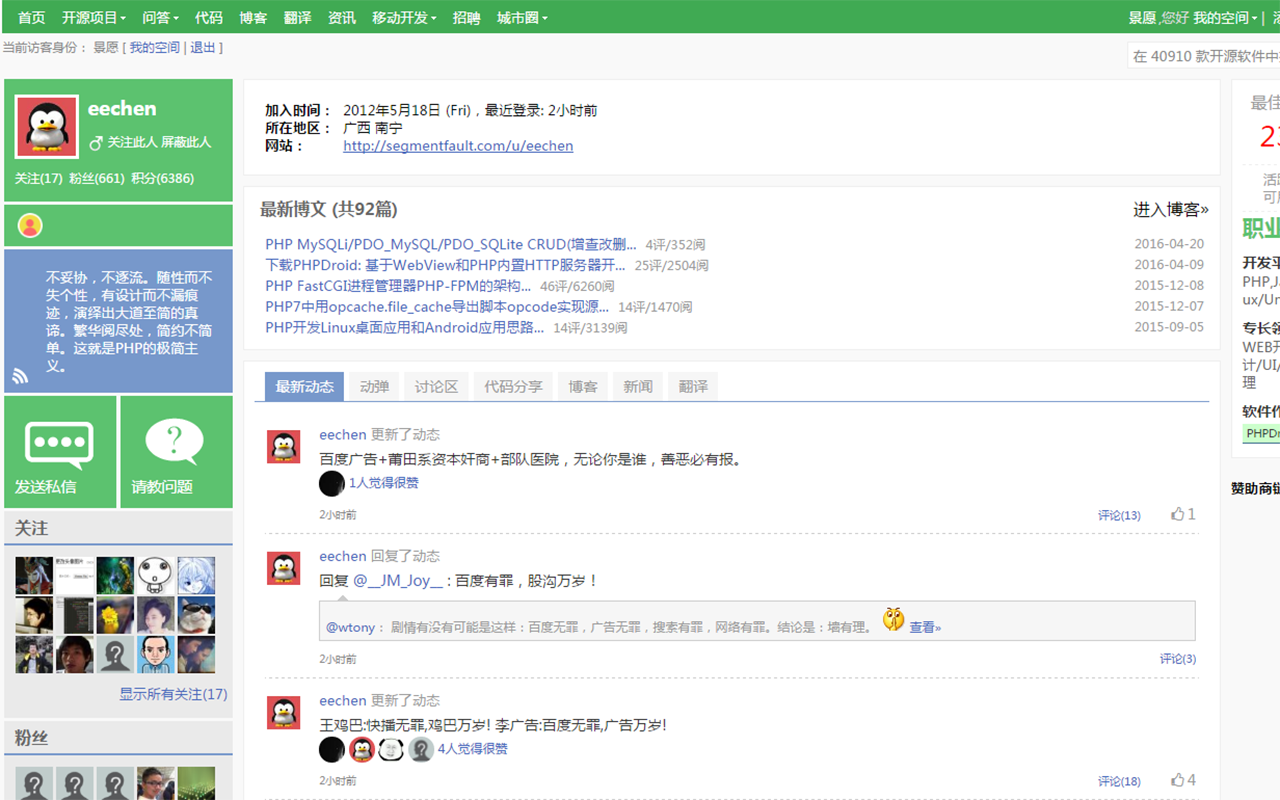 首页 开源项目 问答 代码 博客 翻译 资讯 移动开发 招聘 城市圈 景愿,您好 我的空间 |
当前访客身份： 景愿 [ 我的空间 | 退出 ]
在 40910 款开源软件中
eechen
关注此人 屏蔽此人
关注(17) 粉丝(661) 积分(6386)
不妥协，不逐流。随性而不
失个性，有设计而不漏痕
迹，演绎出大道至简的真
谛。繁华阅尽处，简约不简
单。这就是PHP的极简主
义。
发送私信 请教问题
关注
显示所有关注(17)
粉丝
加入时间： 2012年5月18日 (Fri)，最近登录: 2小时前
所在地区： 广西 南宁
网站： http://segmentfault.com/u/eechen
最新博文 (共92篇) 进入博客»
PHP MySQLi/PDO_MySQL/PDO_SQLite CRUD(增查改删... 4评/352阅 2016-04-20
下载PHPDroid: 基于WebView和PHP内置HTTP服务器开... 25评/2504阅 2016-04-09
PHP FastCGI进程管理器PHP-FPM的架构... 46评/6260阅 2015-12-08
PHP7中用opcache.file_cache导出脚本opcode实现源... 14评/1470阅 2015-12-07
PHP开发Linux桌面应用和Android应用思路... 14评/3139阅 2015-09-05
最新动态 动弹 讨论区 代码分享 博客 新闻 翻译
eechen 更新了动态
百度广告+莆田系资本奸商+部队医院，无论你是谁，善恶必有报。
1人觉得很赞
2小时前 评论(13) 1
eechen 回复了动态
回复 @__JM_Joy__ : 百度有罪，股沟万岁！
@wtony： 剧情有没有可能是这样：百度无罪，广告无罪，搜索有罪，网络有罪。结论是：墙有理。 查看»
2小时前 评论(3)
eechen 更新了动态
王鸡巴:快播无罪,鸡巴万岁! 李广告:百度无罪,广告万岁!
4人觉得很赞
2小时前 评论(18) 4
最佳
职业
开发平
PHP,J
ux/Un
专长领
WEB开
计/UI/
理
软件作
PHPDr
赞助商链